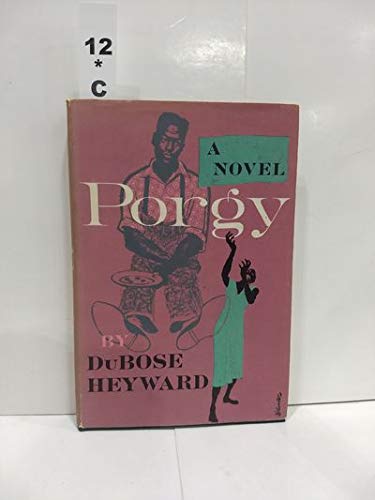 12
*
C
A
NOVEL
Porgy
BY
DuBOSE
HEYWARD